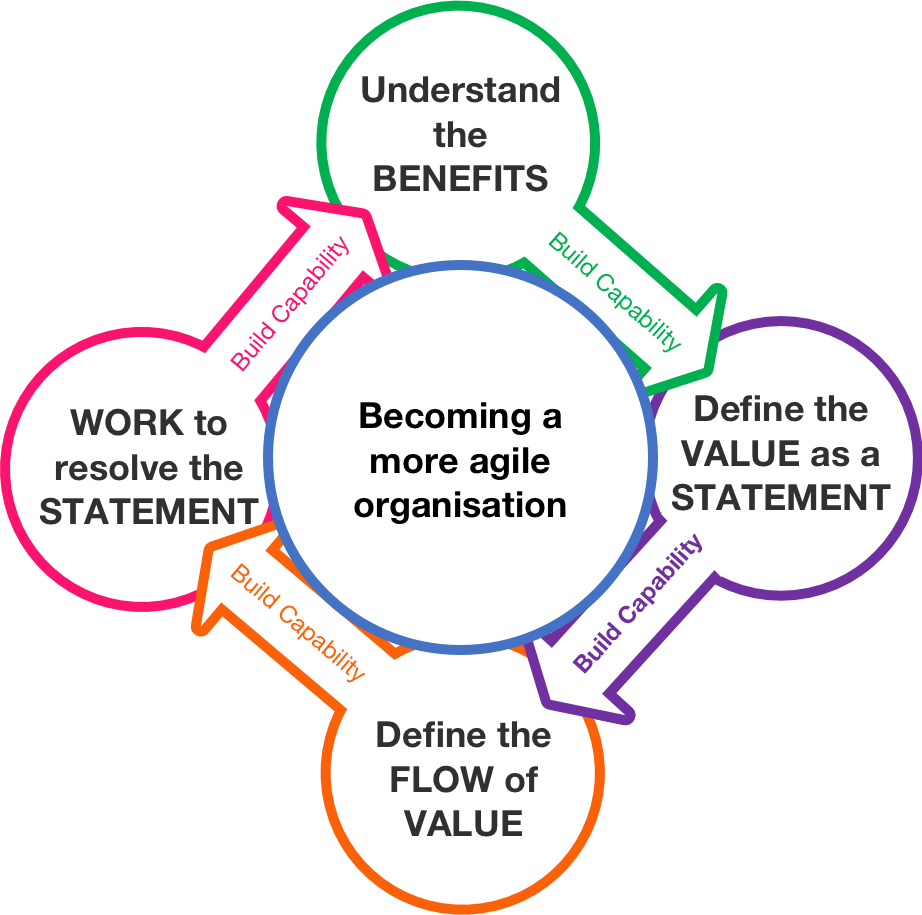 Understand
the
BENEFITS
Build Capability
Define the
VALUE as a
STATEMENT
Build Capability
Define the
FLOW of
VALUE
Build Capability
WORK to
resolve the
STATEMENT
Build Capability
Becoming a
more agile
organisation